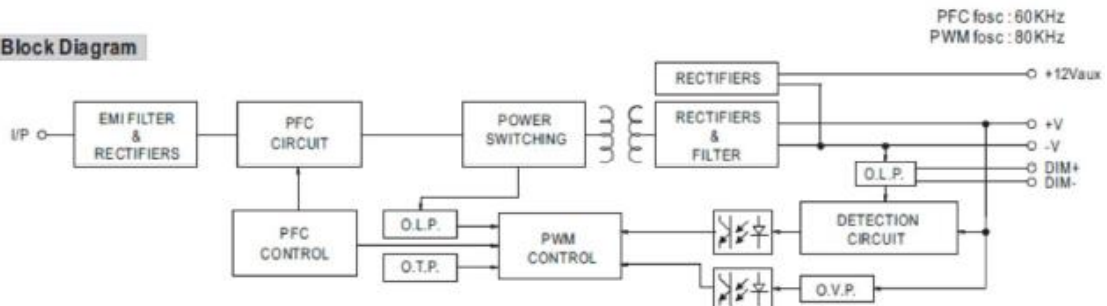 PFC fosc : 60KHz
PWM fosc : 80KHz
Block Diagram
RECTIFIERS
+12Vaux
I/P
EMI FILTER
&
RECTIFIERS
PFC
CIRCUIT
POWER
SWITCHING
RECTIFIERS
&
FILTER
+V
-V
O.L.P.
DIM+
DIM-
PFC
CONTROL
O.L.P.
O.T.P.
PWM
CONTROL
DETECTION
CIRCUIT
O.V.P.